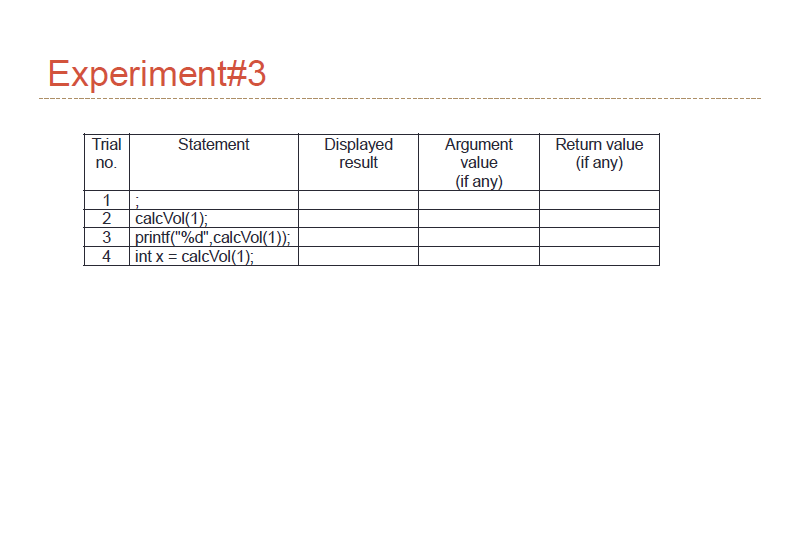 Experiment#3
Trial no. Statement Displayed result Argument value (if any) Return value (if any)
1 ;
2 calcVol(1);
3 printf("%d",calcVol(1));
4 int x = calcVol(1);